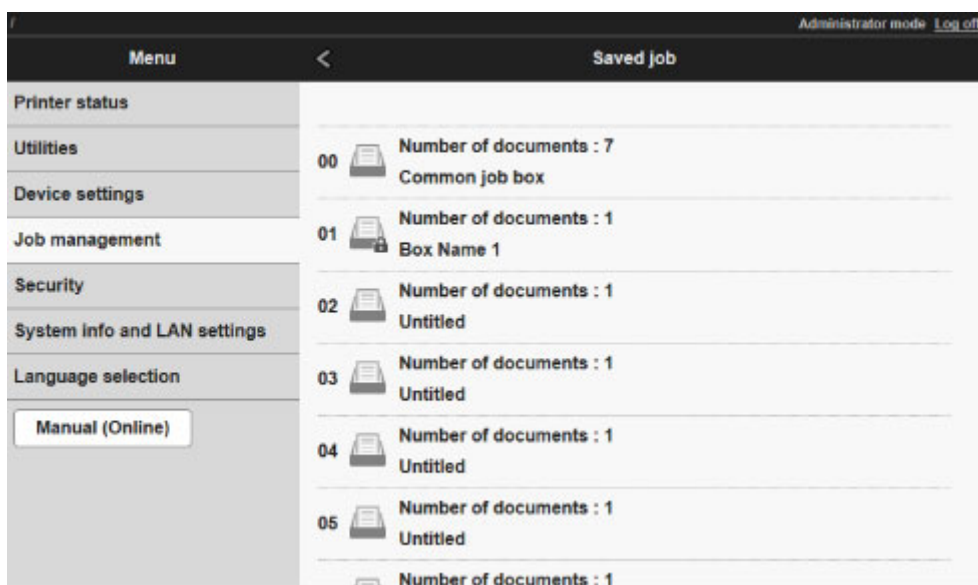 Administrator mode Log off
Menu
< Saved job
Printer status
Utilities
Device settings
Job management
Security
System info and LAN settings
Language selection
Manual (Online)
00 Number of documents : 7
Common job box
01 Number of documents : 1
Box Name 1
02 Number of documents : 1
Untitled
03 Number of documents : 1
Untitled
04 Number of documents : 1
Untitled
05 Number of documents : 1
Untitled
Number of documents : 1